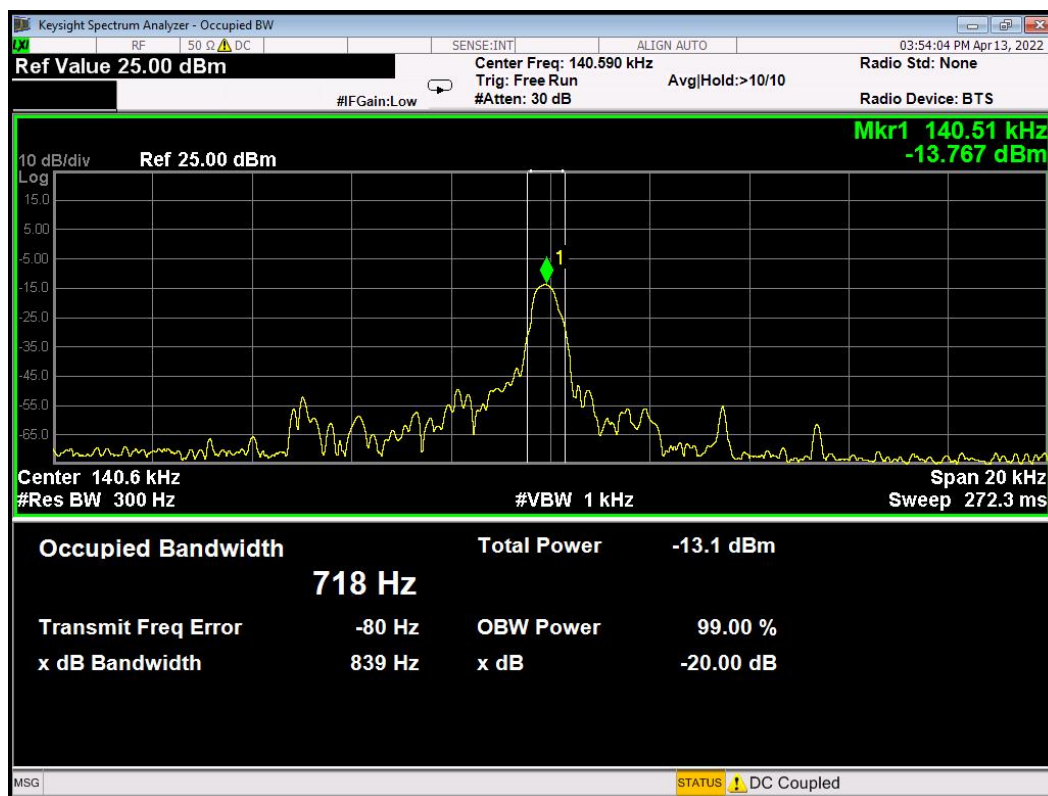 Keysight Spectrum Analyzer - Occupied BW
LXI RF 50 Ω ⚠ DC SENSE:INT ALIGN AUTO 03:54:04 PM Apr 13, 2022
Ref Value 25.00 dBm Center Freq: 140.590 kHz Radio Std: None
Trig: Free Run Avg|Hold:>10/10
#IFGain:Low #Atten: 30 dB Radio Device: BTS
Mkr1 140.51 kHz
10 dB/div Ref 25.00 dBm -13.767 dBm
Log
15.0
5.00
-5.00
1
-15.0
-25.0
-35.0
-45.0
-55.0
-65.0
Center 140.6 kHz Span 20 kHz
#Res BW 300 Hz #VBW 1 kHz Sweep 272.3 ms
Occupied Bandwidth Total Power -13.1 dBm
718 Hz
Transmit Freq Error -80 Hz OBW Power 99.00 %
x dB Bandwidth 839 Hz x dB -20.00 dB
MSG STATUS ⚠ DC Coupled